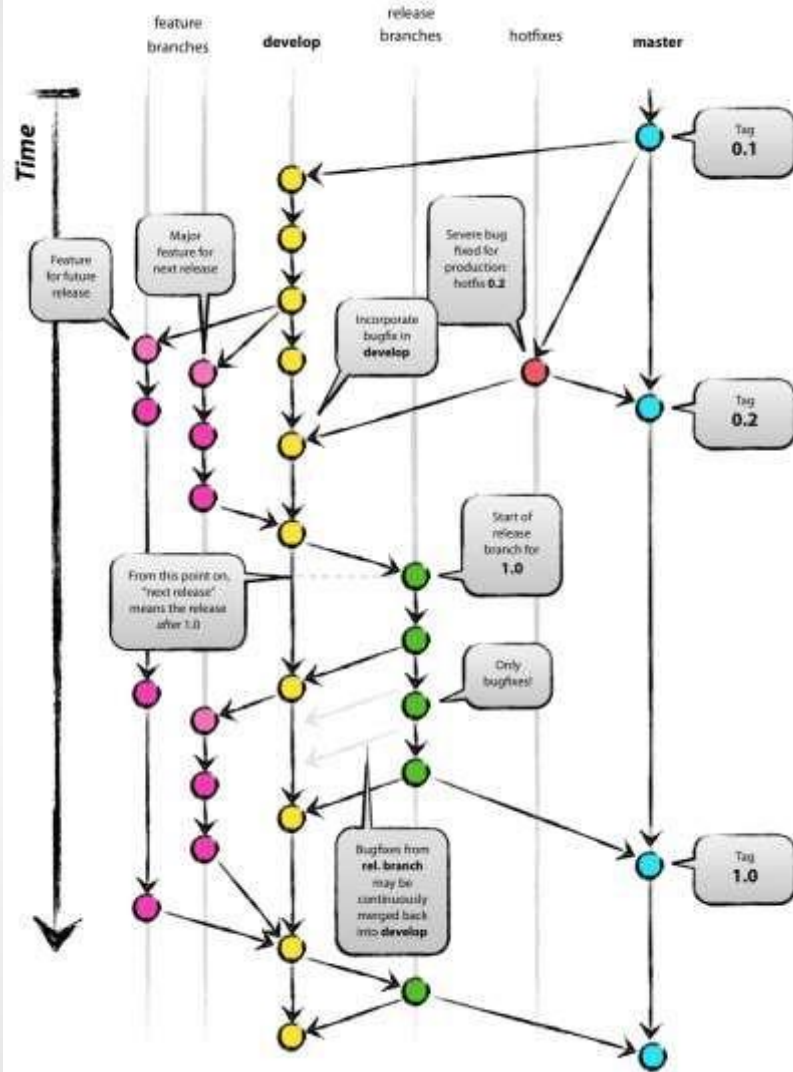 feature
branches
develop
release
branches
hotfixes
master
Time
Tag
0.1
Major
feature for
next release
Severe bug
fixed for
production:
hotfix 0.2
Feature
for future
release
Incorporate
bugfix in
develop
Tag
0.2
Start of
release
branch for
1.0
From this point on,
"next release"
means the release
after 1.0
Only
bugfixes!
Bugfixes from
rel. branch
may be
continuously
merged back
into develop
Tag
1.0